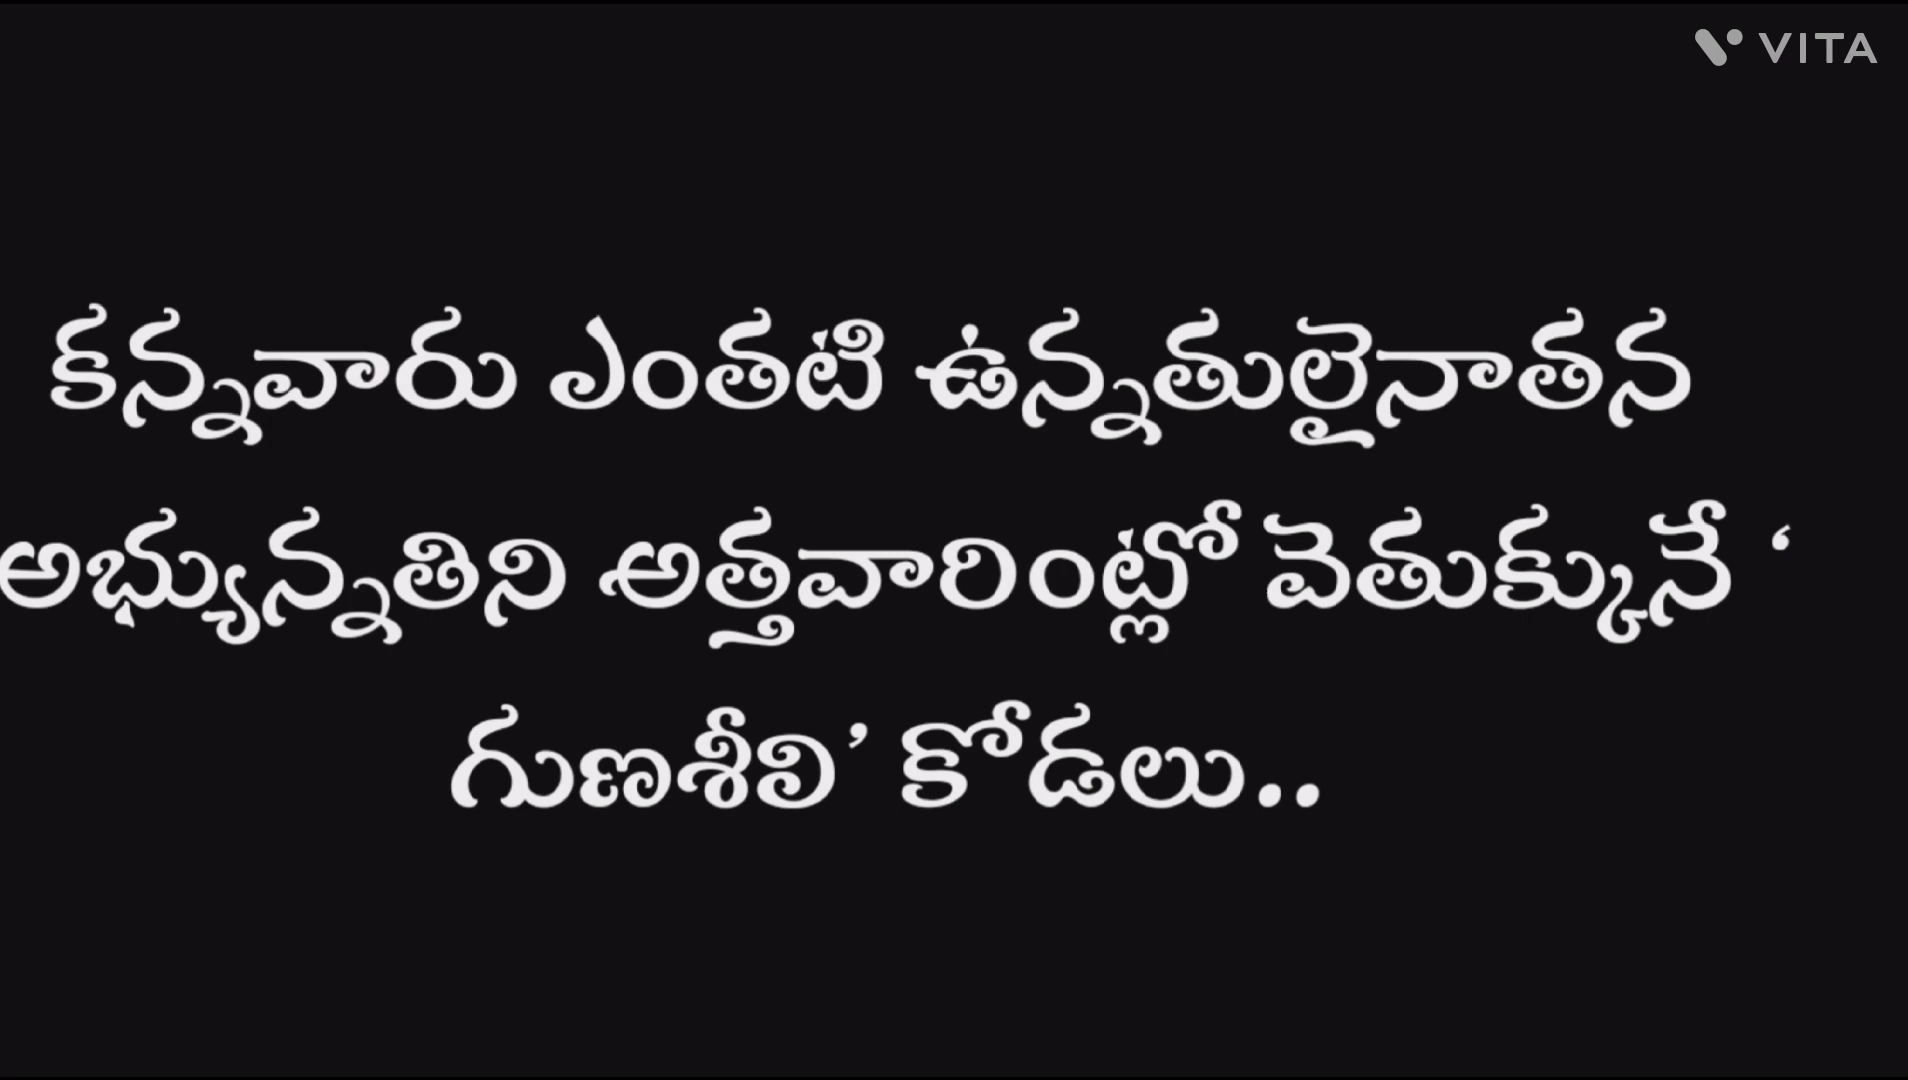 VITA
కన్నవారు ఎంతటి ఉన్నతులైనాతన
అభ్యున్నతిని అత్తవారింట్లో వెతుక్కునే ‘
గుణశీలి’ కోడలు..